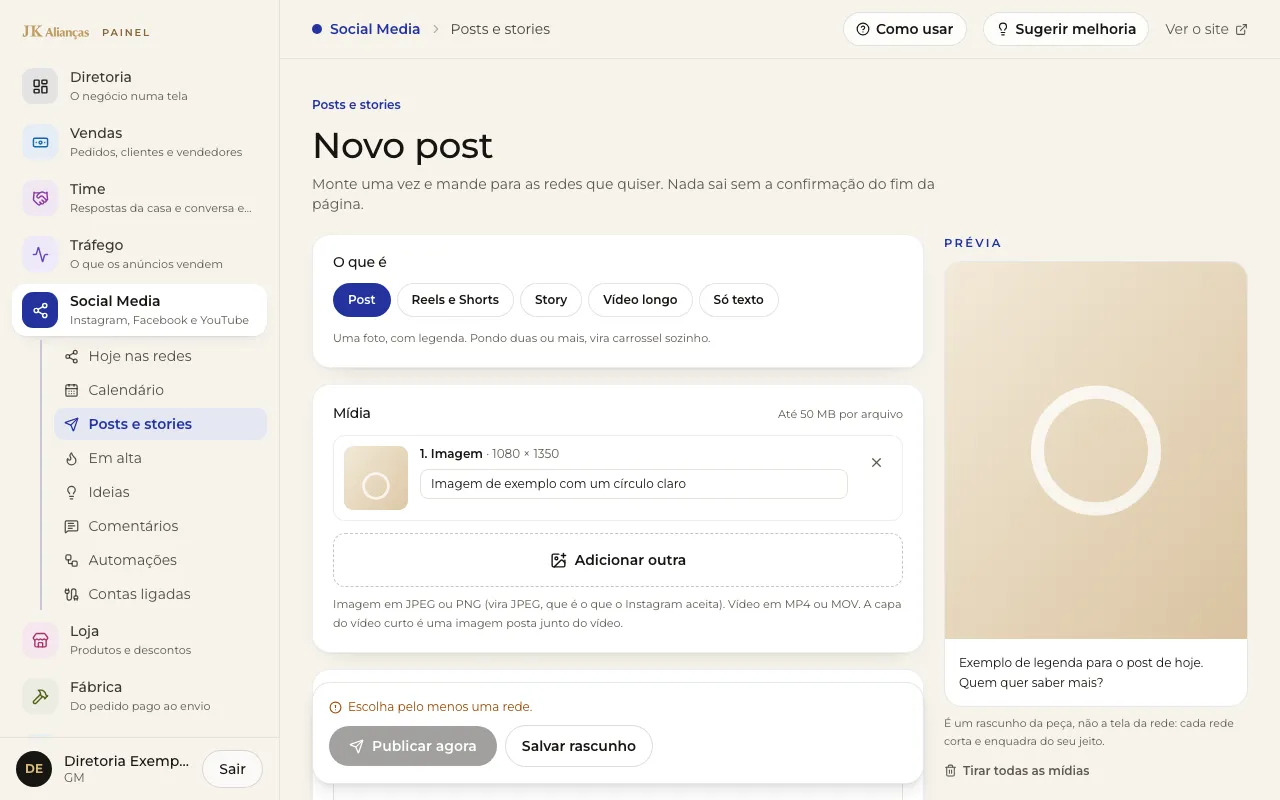 JK Alianças PAINEL
Diretoria
O negócio numa tela
Vendas
Pedidos, clientes e vendedores
Time
Respostas da casa e conversa e...
Tráfego
O que os anúncios vendem
Social Media
Instagram, Facebook e YouTube
Hoje nas redes
Calendário
Posts e stories
Em alta
Ideias
Comentários
Automações
Contas ligadas
Loja
Produtos e descontos
Fábrica
Do pedido pago ao envio
DE
Diretoria Exemp...
GM
Sair
Social Media
Posts e stories
Como usar
Sugerir melhoria
Ver o site
Posts e stories
Novo post
Monte uma vez e mande para as redes que quiser. Nada sai sem a confirmação do fim da
página.
O que é
Post
Reels e Shorts
Story
Vídeo longo
Só texto
Uma foto, com legenda. Pondo duas ou mais, vira carrossel sozinho.
Mídia
Até 50 MB por arquivo
1. Imagem · 1080 × 1350
Imagem de exemplo com um círculo claro
Adicionar outra
Imagem em JPEG ou PNG (vira JPEG, que é o que o Instagram aceita). Vídeo em MP4 ou MOV. A capa
do vídeo curto é uma imagem posta junto do vídeo.
Escolha pelo menos uma rede.
Publicar agora
Salvar rascunho
PRÉVIA
Exemplo de legenda para o post de hoje.
Quem quer saber mais?
É um rascunho da peça, não a tela da rede: cada rede
corta e enquadra do seu jeito.
Tirar todas as mídias